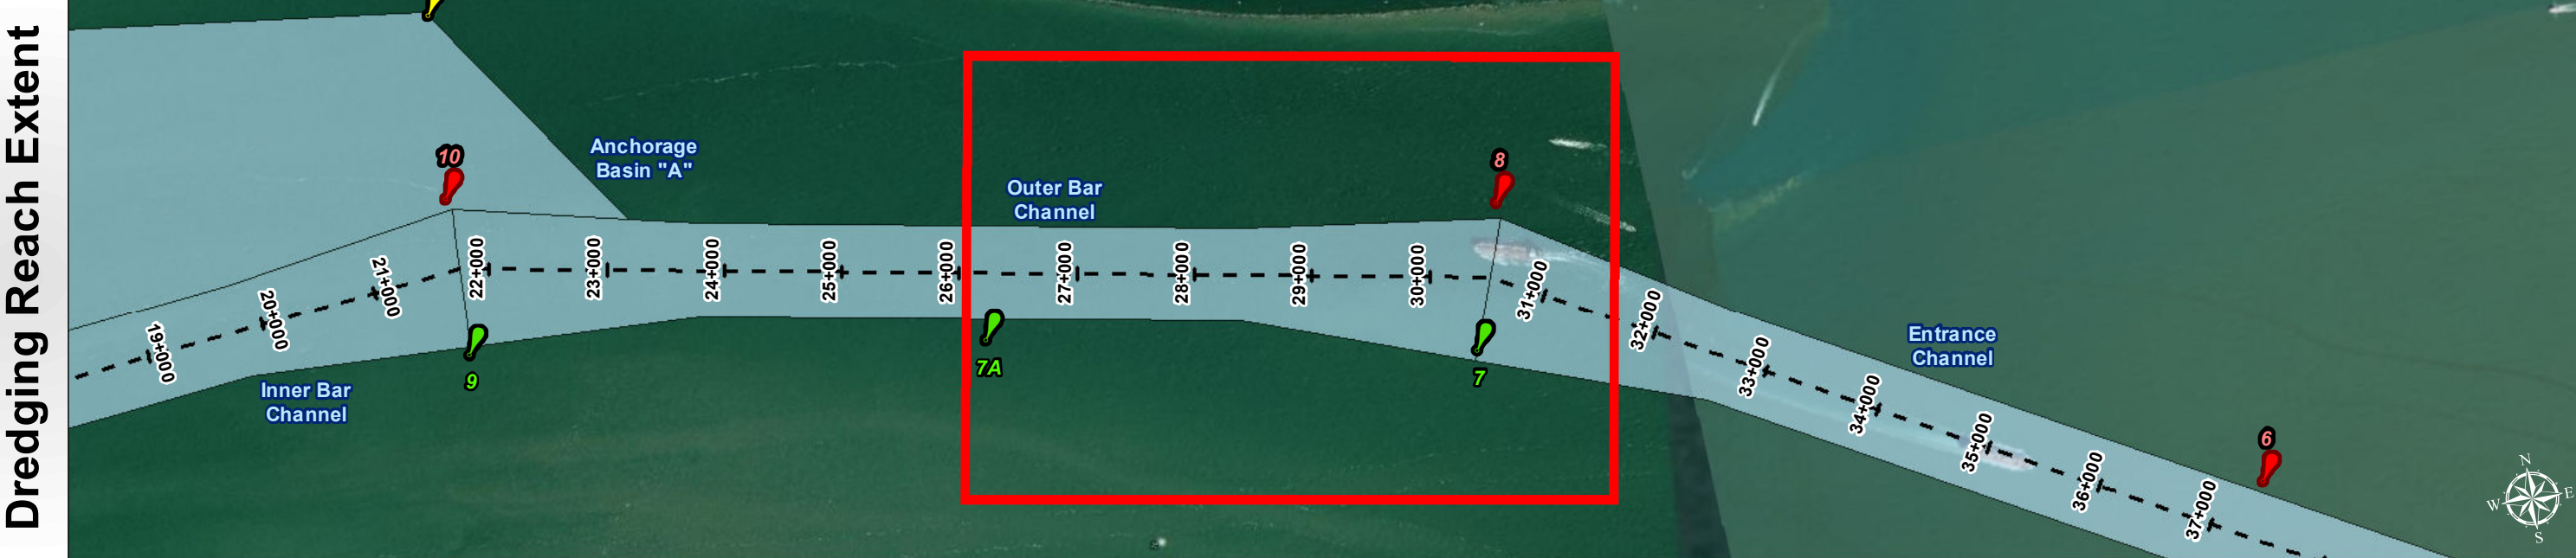 Dredging Reach Extent
Anchorage
Basin "A"
10
8
Outer Bar
Channel
19+000
20+000
21+000
22+000
23+000
24+000
25+000
26+000
27+000
28+000
29+000
30+000
31+000
32+000
33+000
34+000
35+000
36+000
37+000
Entrance
Channel
9
7A
7
Inner Bar
Channel
6
N
W
E
S